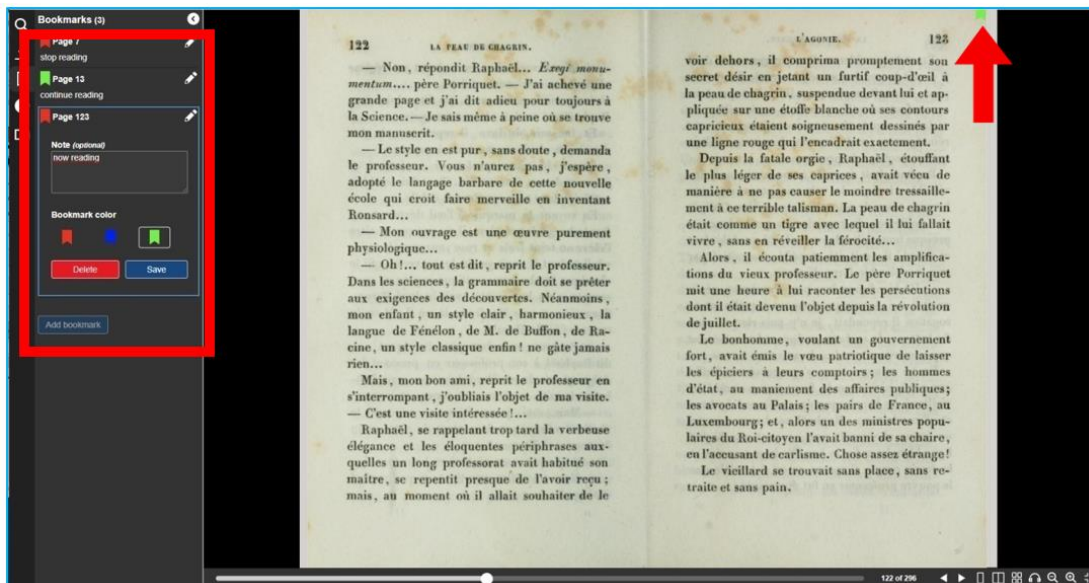 Bookmarks (3)
Page 7
stop reading
Page 13
continue reading
Page 123
Note (optional)
now reading
Bookmark color
Delete
Save
Add bookmark
122
LA PEAU DE CHAGRIN.
— Non, répondit Raphaël... Exegi monu-
mentum.... père Porriquet. — J'ai achevé une
grande page et j'ai dit adieu pour toujours à
la Science. — Je sais même à peine où se trouve
mon manuscrit.
— Le style en est pur, sans doute, demanda
le professeur. Vous n'aurez pas, j'espère,
adopté le langage barbare de cette nouvelle
école qui croit faire merveille en inventant
Ronsard...
— Mon ouvrage est une œuvre purement
physiologique...
— Oh!... tout est dit, reprit le professeur.
Dans les sciences, la grammaire doit se prêter
aux exigences des découvertes. Néanmoins,
mon enfant, un style clair, harmonieux, la
langue de Fénélon, de M. de Buffon, de Ra-
cine, un style classique enfin! ne gâte jamais
rien...
Mais, mon bon ami, reprit le professeur en
s'interrompant, j'oubliais l'objet de ma visite.
— C'est une visite intéressée!...
Raphaël, se rappelant trop tard la verbeuse
élégance et les éloquentes périphrases aux-
quelles un long professorat avait habitué son
maître, se repentit presque de l'avoir reçu;
mais, au moment où il allait souhaiter de le
L'AGONIE.
123
voir dehors, il comprima promptement son
secret désir en jetant un furtif coup-d'œil à
la peau de chagrin, suspendue devant lui et ap-
pliquée sur une étoffe blanche où ses contours
capricieux étaient soigneusement dessinés par
une ligne rouge qui l'encadrait exactement.
Depuis la fatale orgie, Raphaël, étouffant
le plus léger de ses caprices, avait vécu de
manière à ne pas causer le moindre tressaille-
ment à ce terrible talisman. La peau de chagrin
était comme un tigre avec lequel il lui fallait
vivre, sans en réveiller la férocité...
Alors, il écouta patiemment les amplifica-
tions du vieux professeur. Le père Porriquet
mit une heure à lui raconter les persécutions
dont il était devenu l'objet depuis la révolution
de juillet.
Le bonhomme, voulant un gouvernement
fort, avait émis le vœu patriotique de laisser
les épiciers à leurs comptoirs; les hommes
d'état, au maniement des affaires publiques;
les avocats au Palais; les pairs de France, au
Luxembourg; et, alors un des ministres popu-
laires du Roi-citoyen l'avait banni de sa chaire,
en l'accusant de carlisme. Chose assez étrange!
Le vieillard se trouvait sans place, sans re-
traite et sans pain.
122 of 296